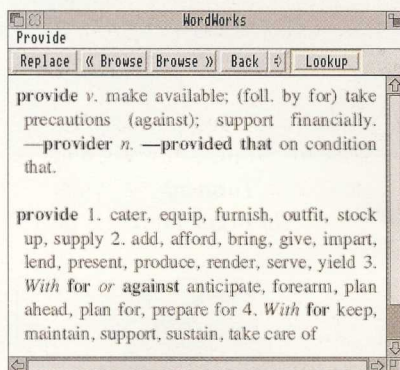 WordWorks
Provide
Replace « Browse Browse » Back Lookup
provide v. make available; (foll. by for) take
precautions (against); support financially.
—provider n. —provided that on condition
that.
provide 1. cater, equip, furnish, outfit, stock
up, supply 2. add, afford, bring, give, impart,
lend, present, produce, render, serve, yield 3.
With for or against anticipate, forearm, plan
ahead, plan for, prepare for 4. With for keep,
maintain, support, sustain, take care of